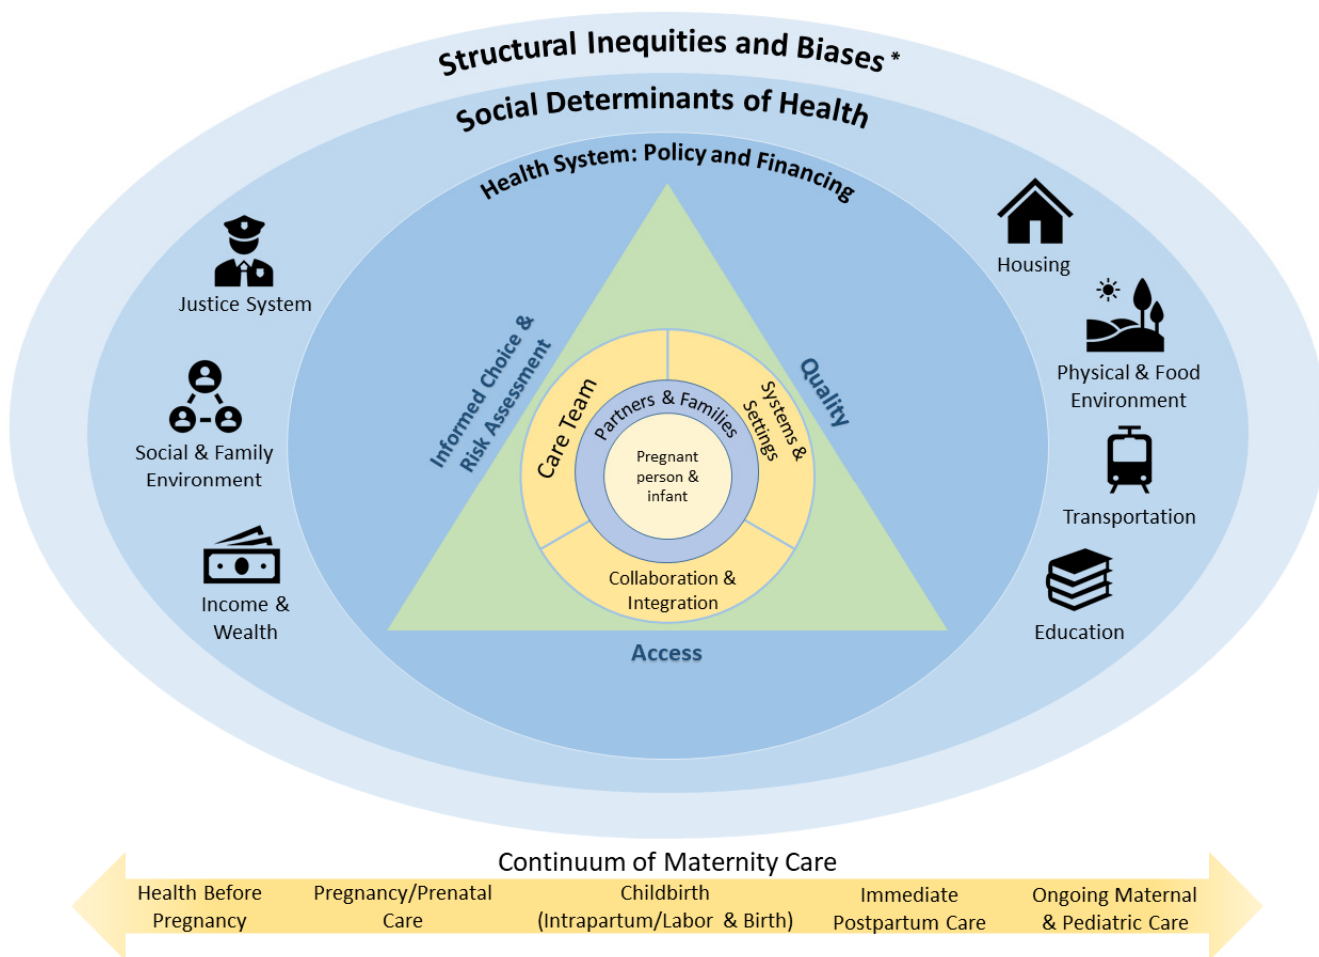 Structural Inequities and Biases*
Social Determinants of Health
Health System: Policy and Financing
Justice System
Social & Family
Environment
Income &
Wealth
Housing
Physical & Food
Environment
Transportation
Education
Informed Choice &
Risk Assessment
Quality
Access
Care Team
Systems &
Settings
Collaboration &
Integration
Partners & Families
Pregnant
person &
infant
Continuum of Maternity Care
Health Before
Pregnancy
Pregnancy/Prenatal
Care
Childbirth
(Intrapartum/Labor & Birth)
Immediate
Postpartum Care
Ongoing Maternal
& Pediatric Care